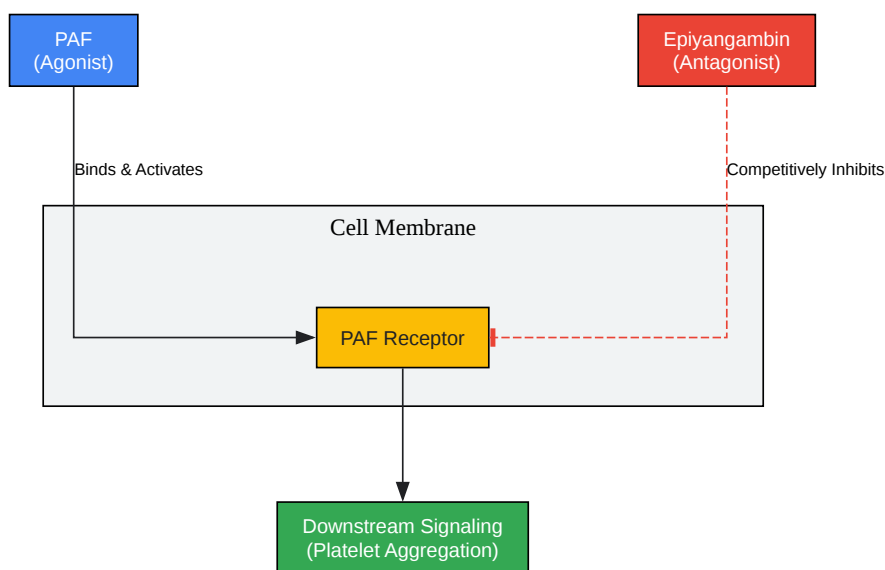 PAF
(Agonist)
Epiyangambin
(Antagonist)
Binds & Activates
Competitively Inhibits
Cell Membrane
PAF Receptor
Downstream Signaling
(Platelet Aggregation)